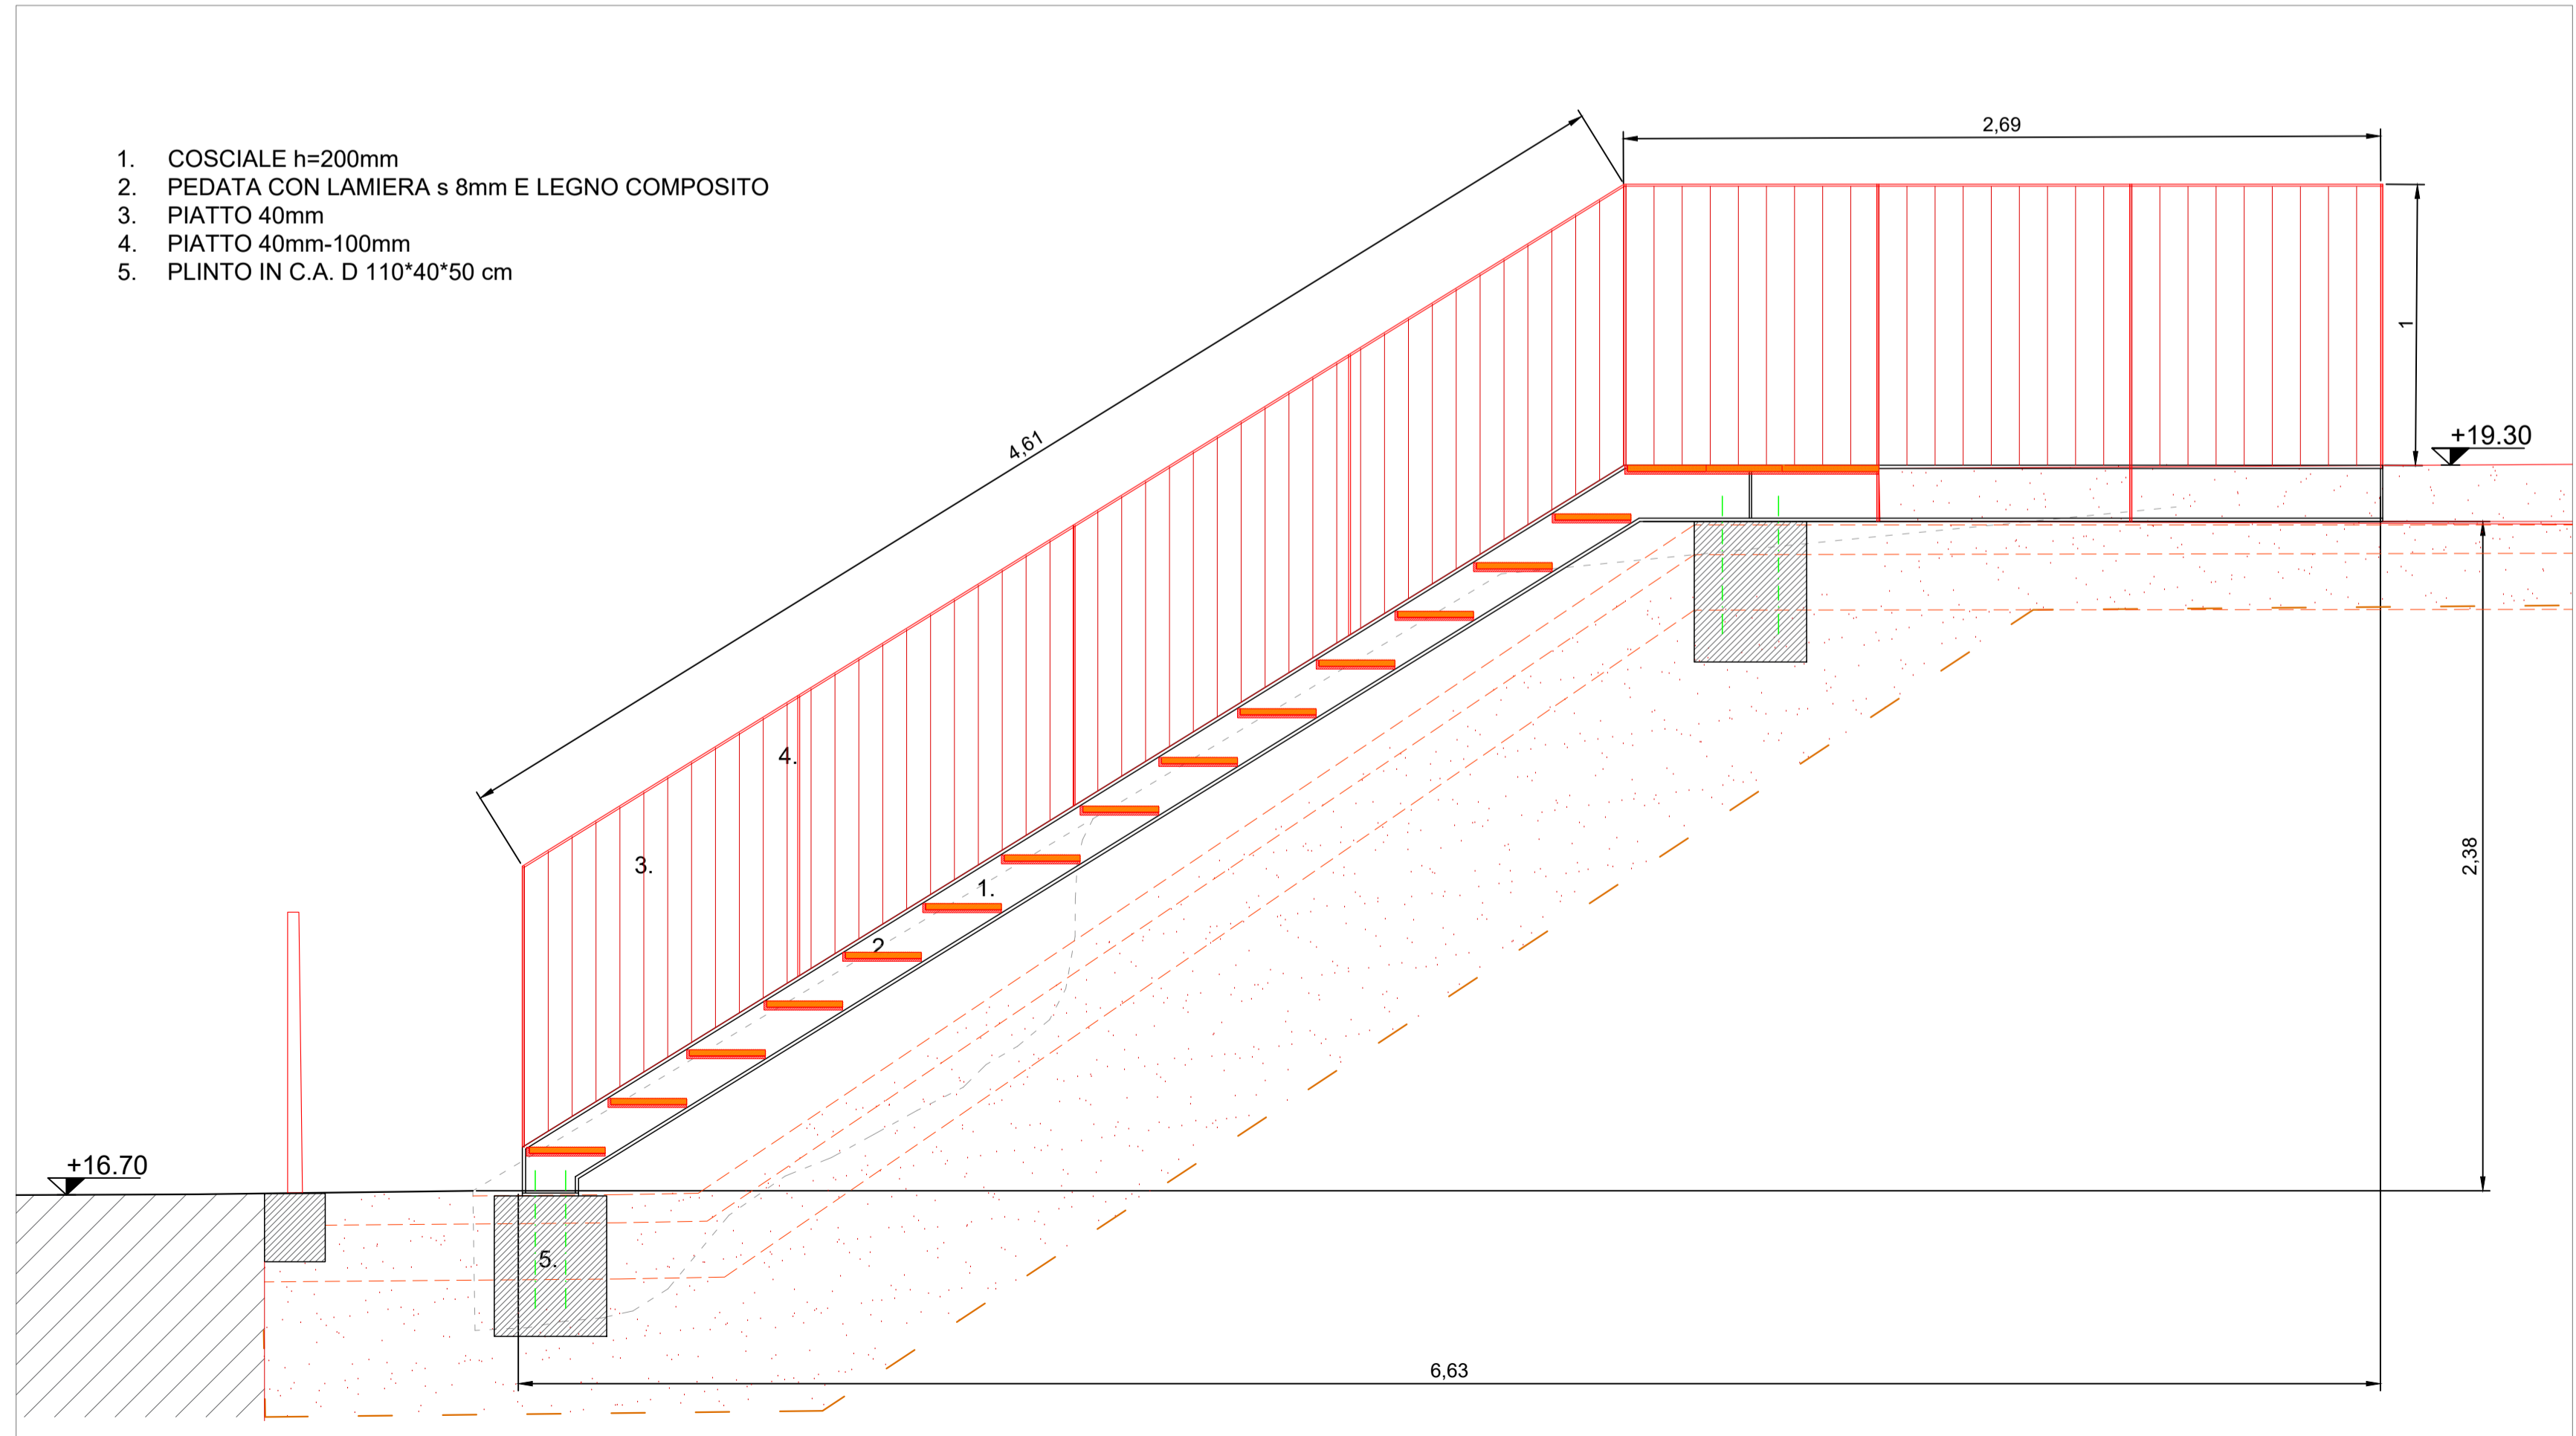 1. COSCIALE h=200mm
2. PEDATA CON LAMIERA s 8mm E LEGNO COMPOSITO
3. PIATTO 40mm
4. PIATTO 40mm-100mm
5. PLINTO IN C.A. D 110*40*50 cm
2,69
4,61
1
+19.30
4.
3.
1.
2
2,38
+16.70
5.
6,63